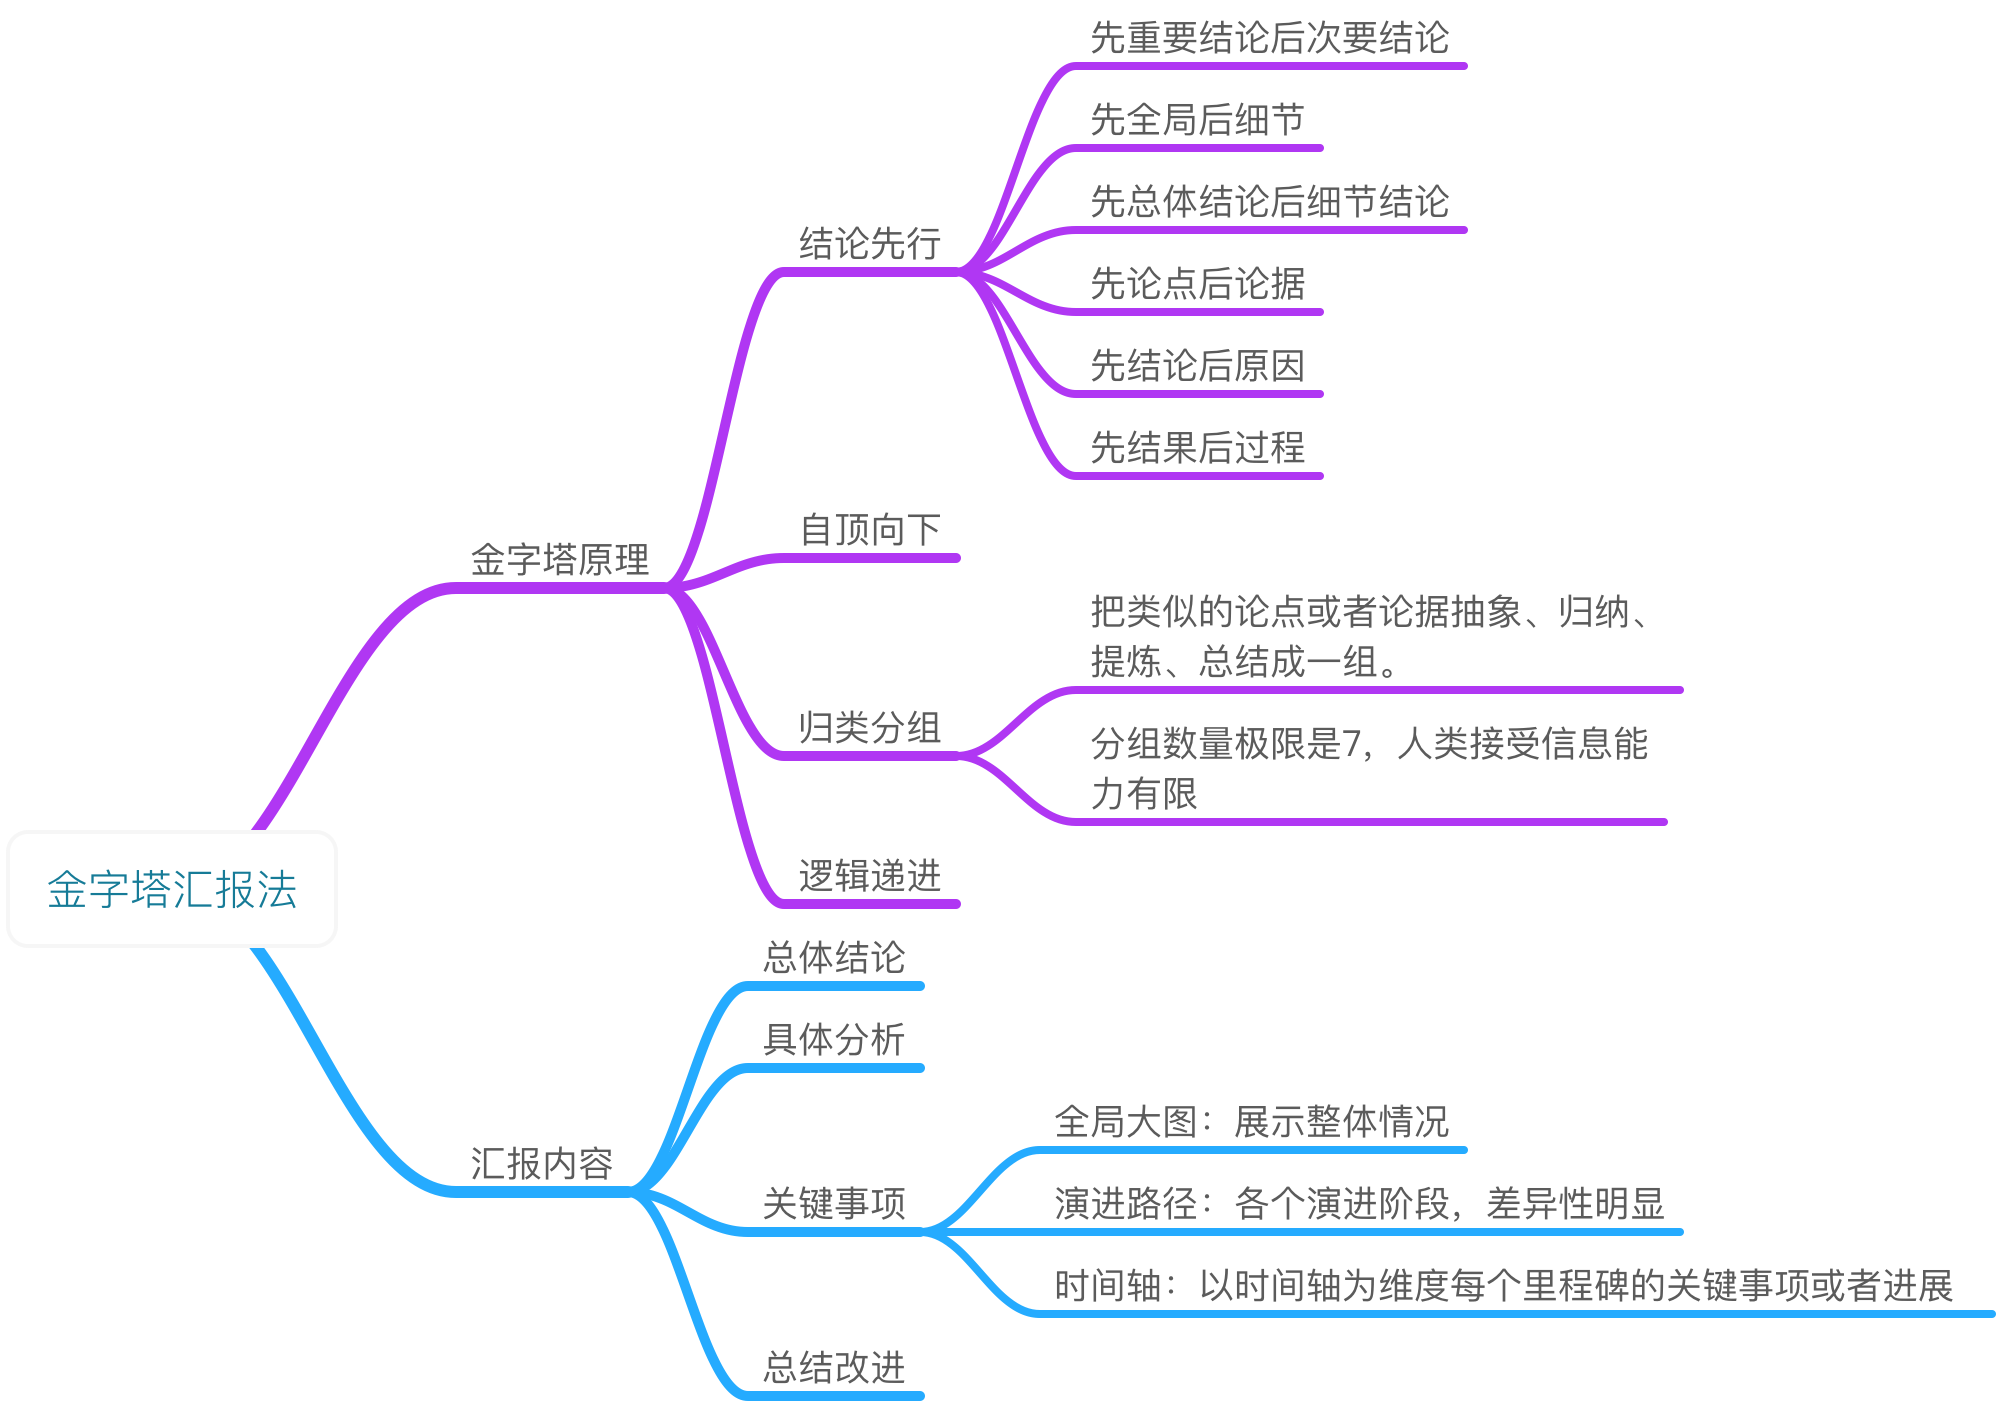 金字塔汇报法
金字塔原理
结论先行
先重要结论后次要结论
先全局后细节
先总体结论后细节结论
先论点后论据
先结论后原因
先结果后过程
自顶向下
归类分组
把类似的论点或者论据抽象、归纳、
提炼、总结成一组。
分组数量极限是7，人类接受信息能
力有限
逻辑递进
汇报内容
总体结论
具体分析
关键事项
全局大图：展示整体情况
演进路径：各个演进阶段，差异性明显
时间轴：以时间轴为维度每个里程碑的关键事项或者进展
总结改进